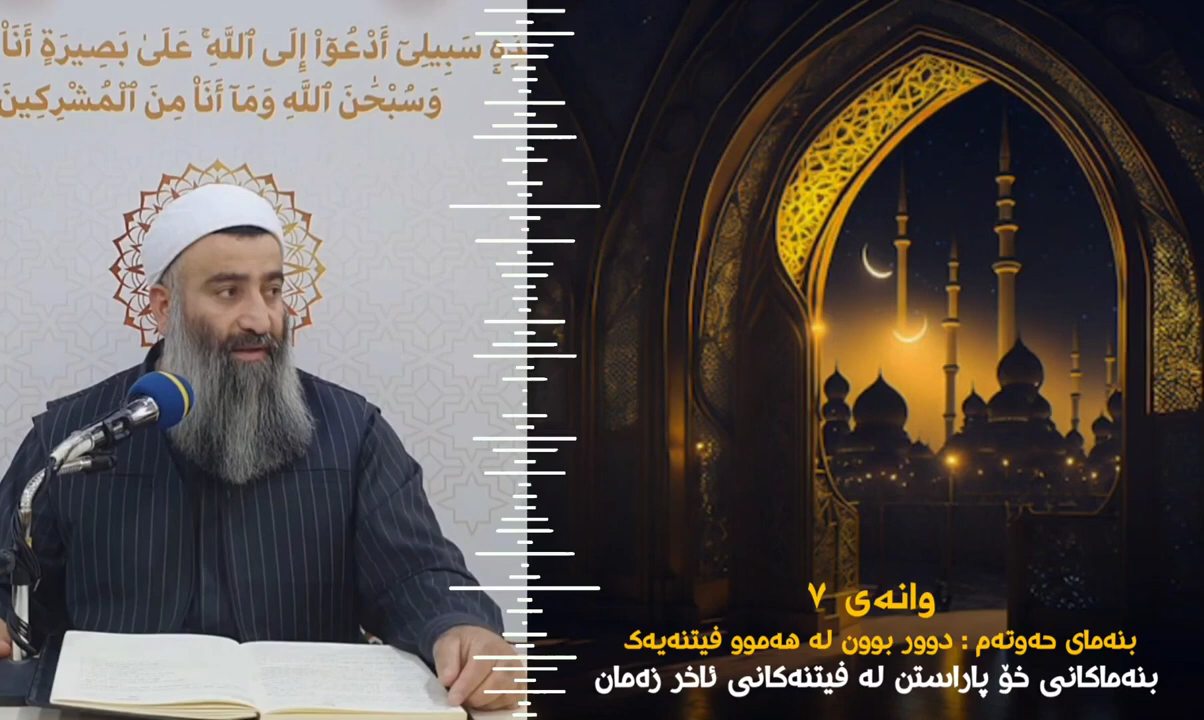 سَبِيلِىٓ أَدْعُوٓا۟ إِلَى ٱللَّهِ ۚ عَلَىٰ بَصِيرَةٍ أَنَا۠
وَسُبْحَٰنَ ٱللَّهِ وَمَآ أَنَا۠ مِنَ ٱلْمُشْرِكِينَ
وانەی ٧
بنەمای حەوتەم : دوور بوون لە هەموو فیتنەیەک
بنەماکانی خۆ پاراستن لە فیتنەکانی ئاخر زەمان